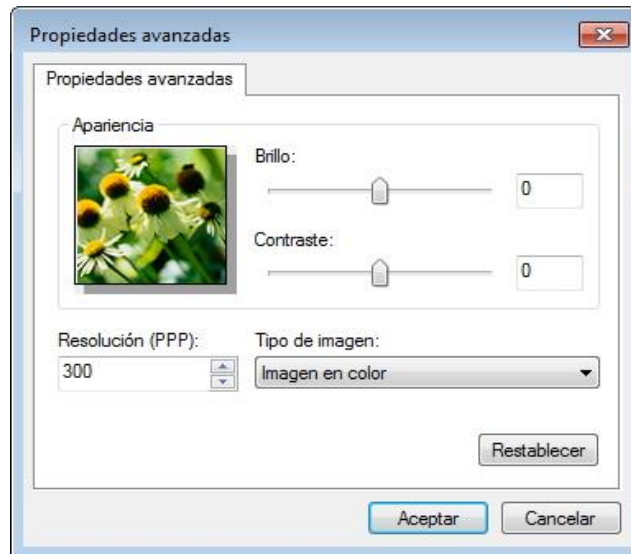 Propiedades avanzadas
Propiedades avanzadas
Apariencia
Brillo:
0
Contraste:
0
Resolución (PPP):
Tipo de imagen:
300
Imagen en color
Restablecer
Aceptar
Cancelar